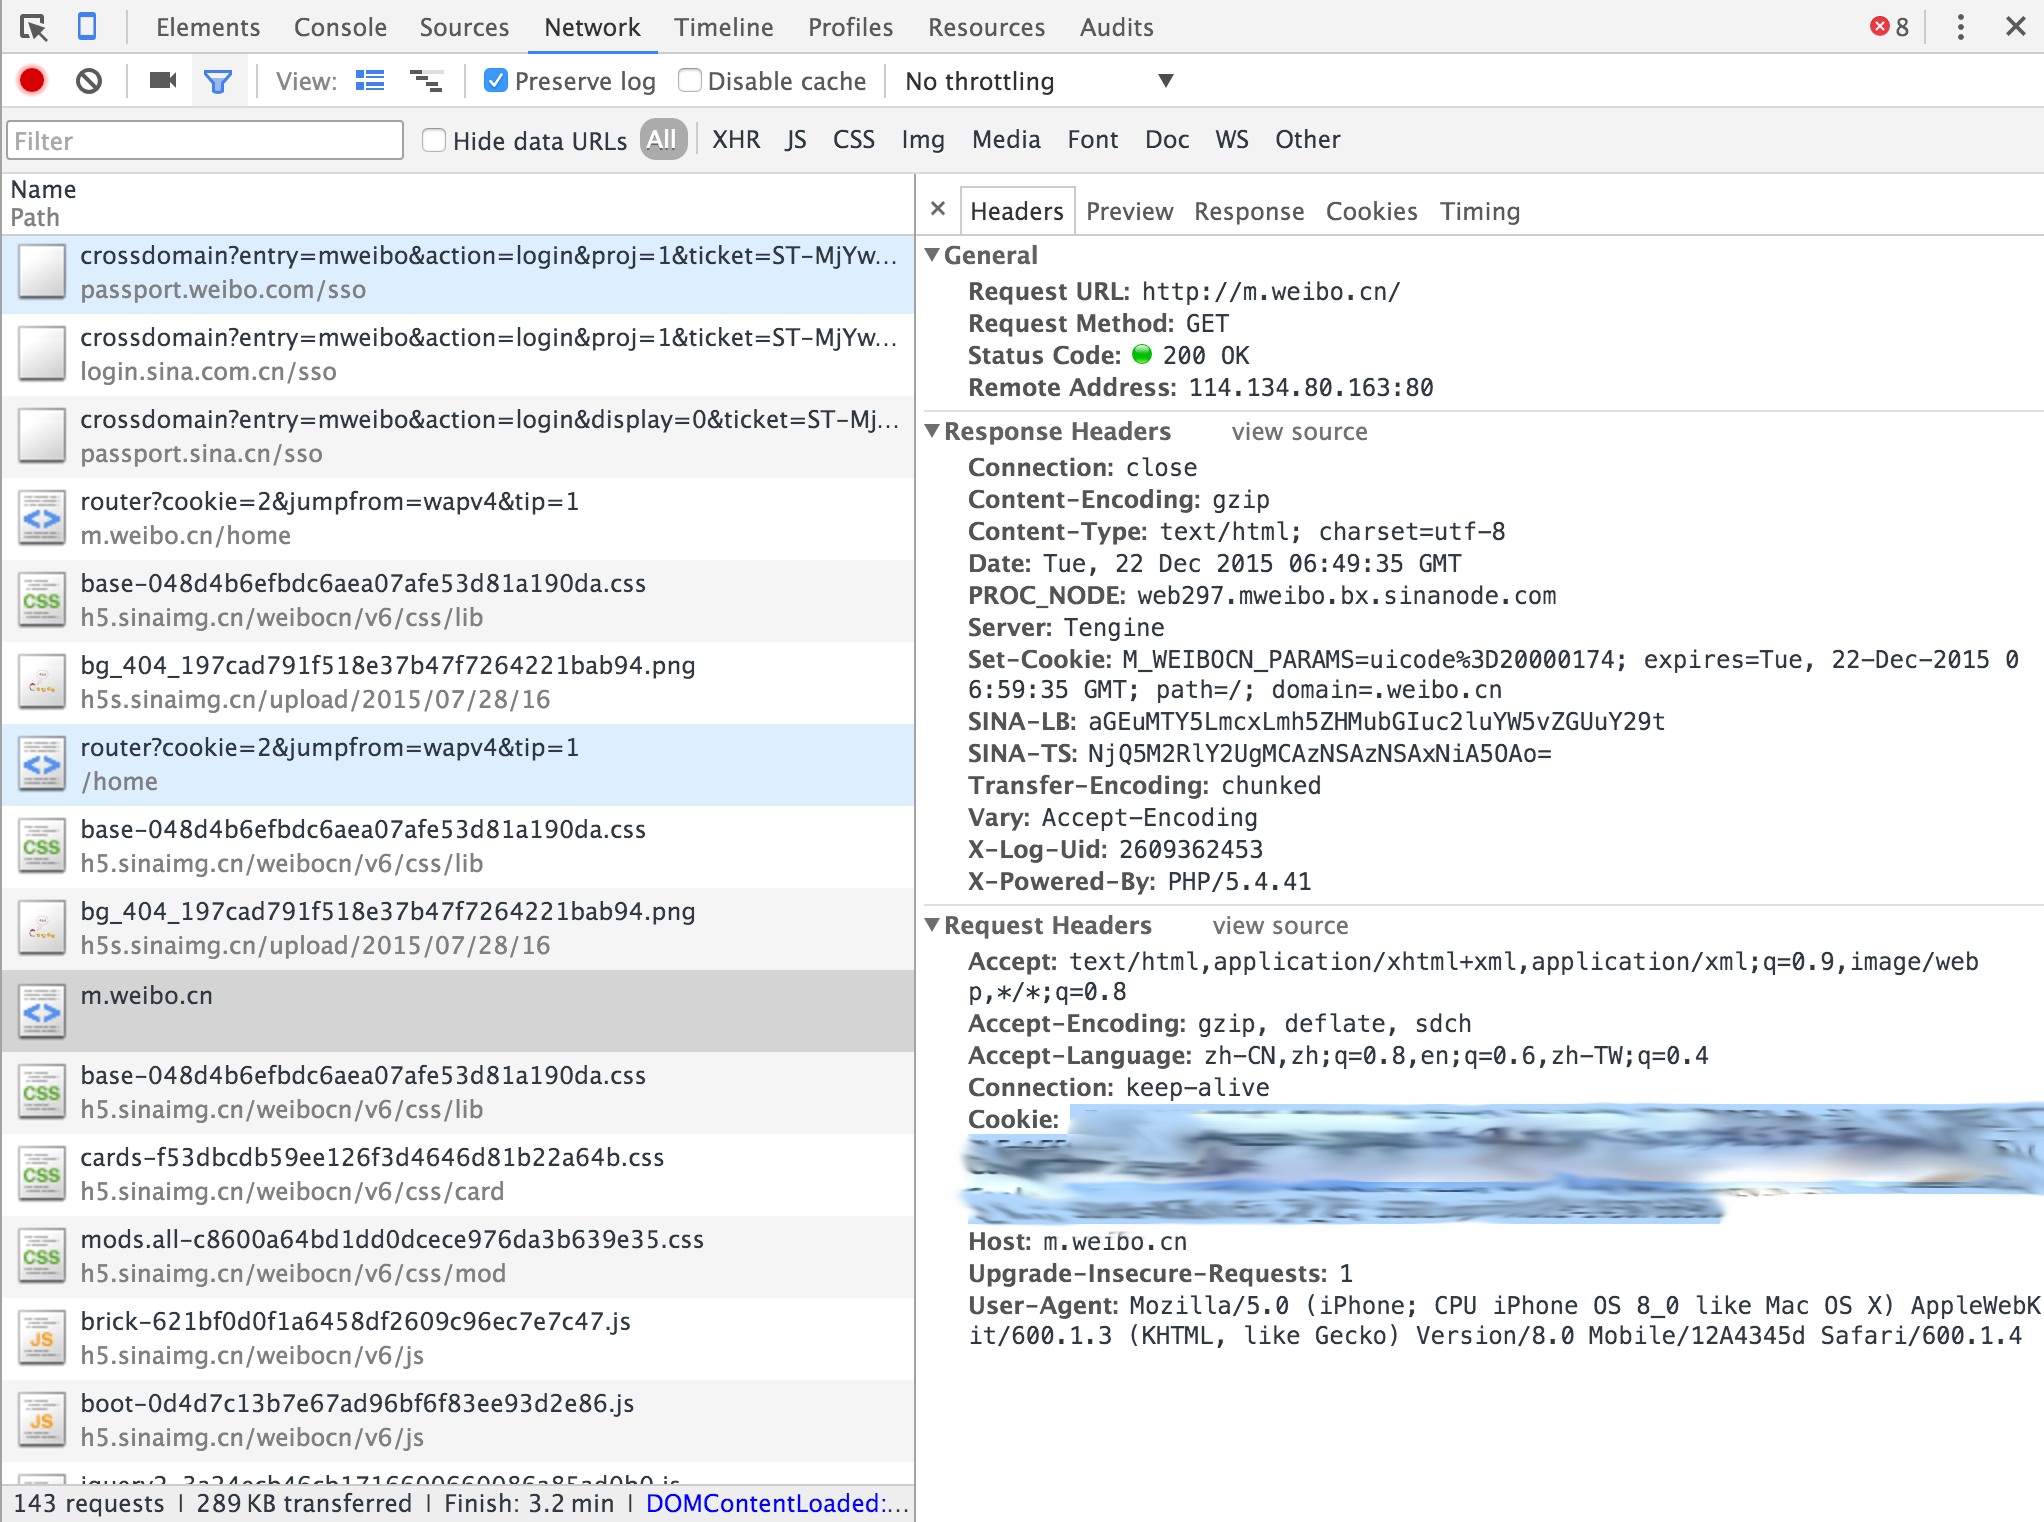 Elements Console Sources Network Timeline Profiles Resources Audits 8
View: Preserve log Disable cache No throttling
Filter Hide data URLs All XHR JS CSS Img Media Font Doc WS Other
Name
Path
crossdomain?entry=mweibo&action=login&proj=1&ticket=ST-MjYw...
passport.weibo.com/sso
crossdomain?entry=mweibo&action=login&proj=1&ticket=ST-MjYw...
login.sina.com.cn/sso
crossdomain?entry=mweibo&action=login&display=0&ticket=ST-Mj...
passport.sina.cn/sso
router?cookie=2&jumpfrom=wapv4&tip=1
m.weibo.cn/home
base-048d4b6efbdc6aea07afe53d81a190da.css
h5.sinaimg.cn/weibocn/v6/css/lib
bg_404_197cad791f518e37b47f7264221bab94.png
h5s.sinaimg.cn/upload/2015/07/28/16
router?cookie=2&jumpfrom=wapv4&tip=1
/home
base-048d4b6efbdc6aea07afe53d81a190da.css
h5.sinaimg.cn/weibocn/v6/css/lib
bg_404_197cad791f518e37b47f7264221bab94.png
h5s.sinaimg.cn/upload/2015/07/28/16
m.weibo.cn
base-048d4b6efbdc6aea07afe53d81a190da.css
h5.sinaimg.cn/weibocn/v6/css/lib
cards-f53dbcdb59ee126f3d4646d81b22a64b.css
h5.sinaimg.cn/weibocn/v6/css/card
mods.all-c8600a64bd1dd0dcece976da3b639e35.css
h5.sinaimg.cn/weibocn/v6/css/mod
brick-621bf0d0f1a6458df2609c96ec7e7c47.js
h5.sinaimg.cn/weibocn/v6/js
boot-0d4d7c13b7e67ad96bf6f83ee93d2e86.js
h5.sinaimg.cn/weibocn/v6/js
143 requests | 289 KB transferred | Finish: 3.2 min | DOMContentLoaded:...
Headers Preview Response Cookies Timing
General
Request URL: http://m.weibo.cn/
Request Method: GET
Status Code: 200 OK
Remote Address: 114.134.80.163:80
Response Headers view source
Connection: close
Content-Encoding: gzip
Content-Type: text/html; charset=utf-8
Date: Tue, 22 Dec 2015 06:49:35 GMT
PROC_NODE: web297.mweibo.bx.sinanode.com
Server: Tengine
Set-Cookie: M_WEIBOCN_PARAMS=uicode%3D20000174; expires=Tue, 22-Dec-2015 0
6:59:35 GMT; path=/; domain=.weibo.cn
SINA-LB: aGEuMTY5LmcxLmh5ZHMubGIuc2luYW5vZGUuY29t
SINA-TS: NjQ5M2RlY2UgMCAzNSAzNSAxNiA5OAo=
Transfer-Encoding: chunked
Vary: Accept-Encoding
X-Log-Uid: 2609362453
X-Powered-By: PHP/5.4.41
Request Headers view source
Accept: text/html,application/xhtml+xml,application/xml;q=0.9,image/web
p,*/*;q=0.8
Accept-Encoding: gzip, deflate, sdch
Accept-Language: zh-CN,zh;q=0.8,en;q=0.6,zh-TW;q=0.4
Connection: keep-alive
Cookie:
Host: m.weibo.cn
Upgrade-Insecure-Requests: 1
User-Agent: Mozilla/5.0 (iPhone; CPU iPhone OS 8_0 like Mac OS X) AppleWebK
it/600.1.3 (KHTML, like Gecko) Version/8.0 Mobile/12A4345d Safari/600.1.4